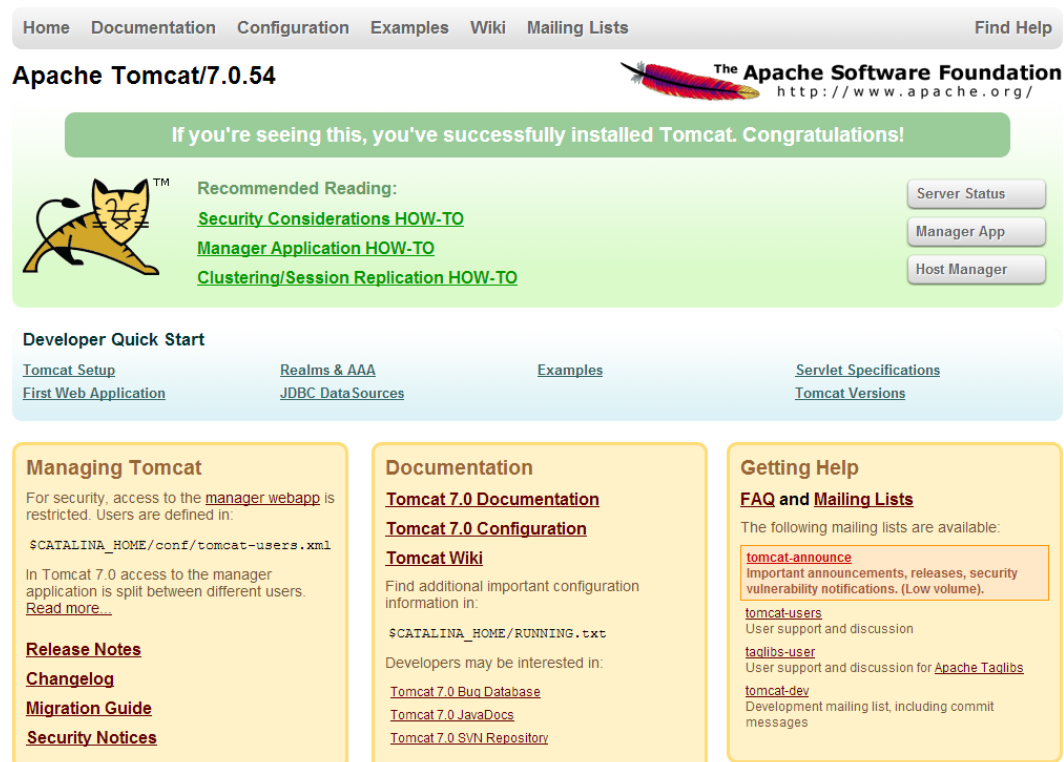 Home Documentation Configuration Examples Wiki Mailing Lists Find Help
Apache Tomcat/7.0.54
The Apache Software Foundation
http://www.apache.org/
If you're seeing this, you've successfully installed Tomcat. Congratulations!
TM
Recommended Reading:
Security Considerations HOW-TO
Manager Application HOW-TO
Clustering/Session Replication HOW-TO
Server Status
Manager App
Host Manager
Developer Quick Start
Tomcat Setup
First Web Application
Realms & AAA
JDBC DataSources
Examples
Servlet Specifications
Tomcat Versions
Managing Tomcat
For security, access to the manager webapp is
restricted. Users are defined in:
$CATALINA_HOME/conf/tomcat-users.xml
In Tomcat 7.0 access to the manager
application is split between different users.
Read more...
Release Notes
Changelog
Migration Guide
Security Notices
Documentation
Tomcat 7.0 Documentation
Tomcat 7.0 Configuration
Tomcat Wiki
Find additional important configuration
information in:
$CATALINA_HOME/RUNNING.txt
Developers may be interested in:
Tomcat 7.0 Bug Database
Tomcat 7.0 JavaDocs
Tomcat 7.0 SVN Repository
Getting Help
FAQ and Mailing Lists
The following mailing lists are available:
tomcat-announce
Important announcements, releases, security
vulnerability notifications. (Low volume).
tomcat-users
User support and discussion
taglibs-user
User support and discussion for Apache Taglibs
tomcat-dev
Development mailing list, including commit
messages